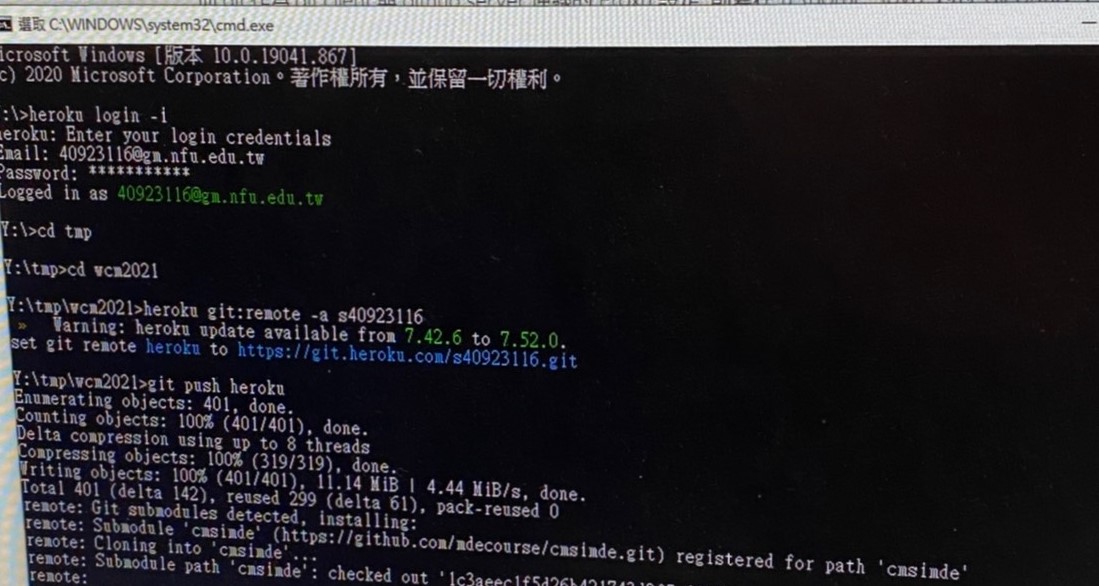 選取 C:\WINDOWS\system32\cmd.exe
icrosoft Windows [版本 10.0.19041.867]
c) 2020 Microsoft Corporation。著作權所有，並保留一切權利。
:\>heroku login -i
eroku: Enter your login credentials
Email: 40923116@gm.nfu.edu.tw
Password: ***********
Logged in as 40923116@gm.nfu.edu.tw
Y:\>cd tmp
Y:\tmp>cd wcm2021
Y:\tmp\wcm2021>heroku git:remote -a s40923116
» Warning: heroku update available from 7.42.6 to 7.52.0.
set git remote heroku to https://git.heroku.com/s40923116.git
Y:\tmp\wcm2021>git push heroku
Enumerating objects: 401, done.
Counting objects: 100% (401/401), done.
Delta compression using up to 8 threads
Compressing objects: 100% (319/319), done.
Writing objects: 100% (401/401), 11.14 MiB | 4.44 MiB/s, done.
Total 401 (delta 142), reused 299 (delta 61), pack-reused 0
remote: Git submodules detected, installing:
remote: Submodule 'cmsimde' (https://github.com/mdecourse/cmsimde.git) registered for path 'cmsimde'
remote: Cloning into 'cmsimde'...
remote: Submodule path 'cmsimde': checked out
remote: